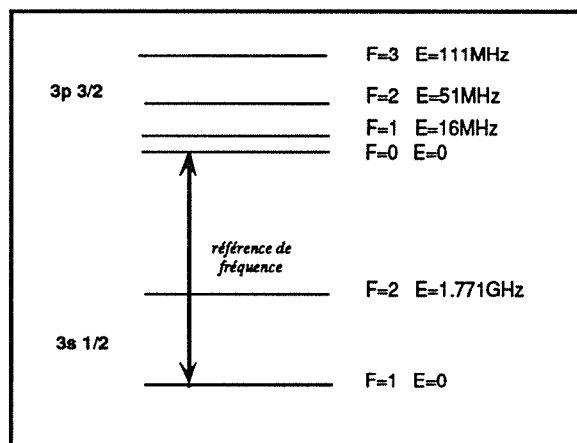 F=3 E=111MHz
3p 3/2
F=2 E=51MHz
F=1 E=16MHz
F=0 E=0
référence de
fréquence
F=2 E=1.771GHz
3s 1/2
F=1 E=0